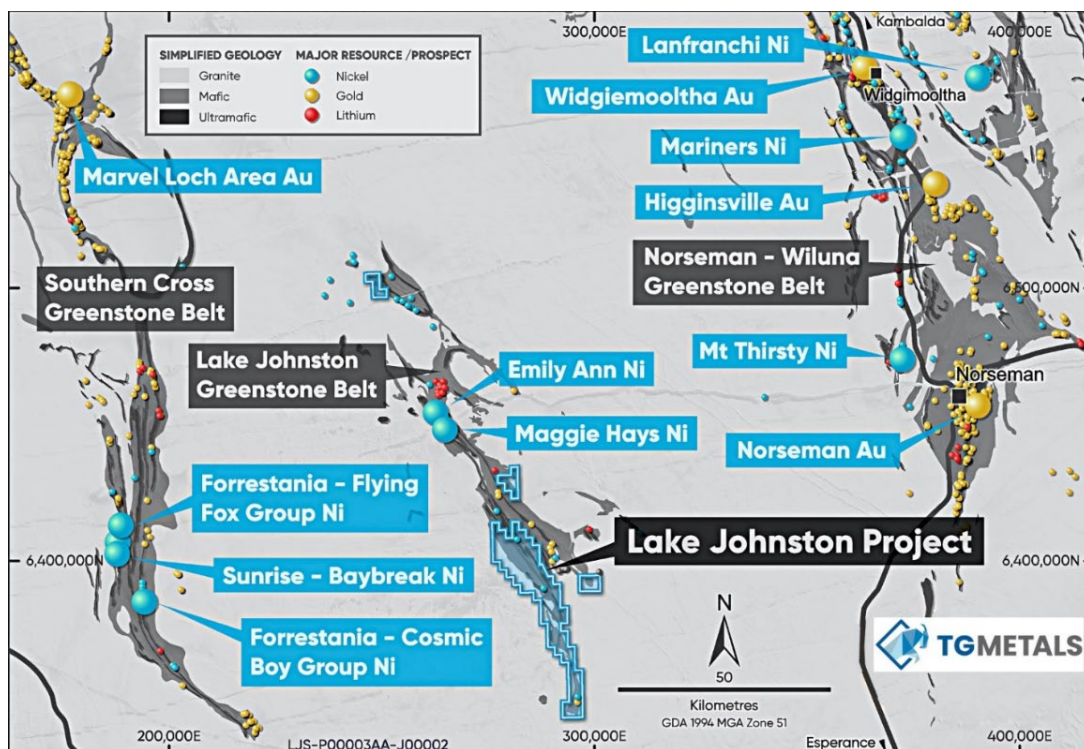 300,000E
Kambalda
400,000E
SIMPLIFIED GEOLOGY
Granite
Mafic
Ultramafic
MAJOR RESOURCE /PROSPECT
Nickel
Gold
Lithium
Lanfranchi Ni
Widgiemooltha Au
Widgimooltha
Mariners Ni
Marvel Loch Area Au
Higginsville Au
Norseman - Wiluna
Greenstone Belt
Southern Cross
Greenstone Belt
6,500,000N
Lake Johnston
Greenstone Belt
Emily Ann Ni
Mt Thirsty Ni
Norseman
Maggie Hays Ni
Norseman Au
Forrestania - Flying
Fox Group Ni
Lake Johnston Project
6,400,000N
Sunrise - Baybreak Ni
6,400,000N
Forrestania - Cosmic
Boy Group Ni
N
50
Kilometres
GDA 1994 MGA Zone 51
TGMETALS
200,000E
LJS-P00003AA-J00002
300,000E
Esperance
400,000E